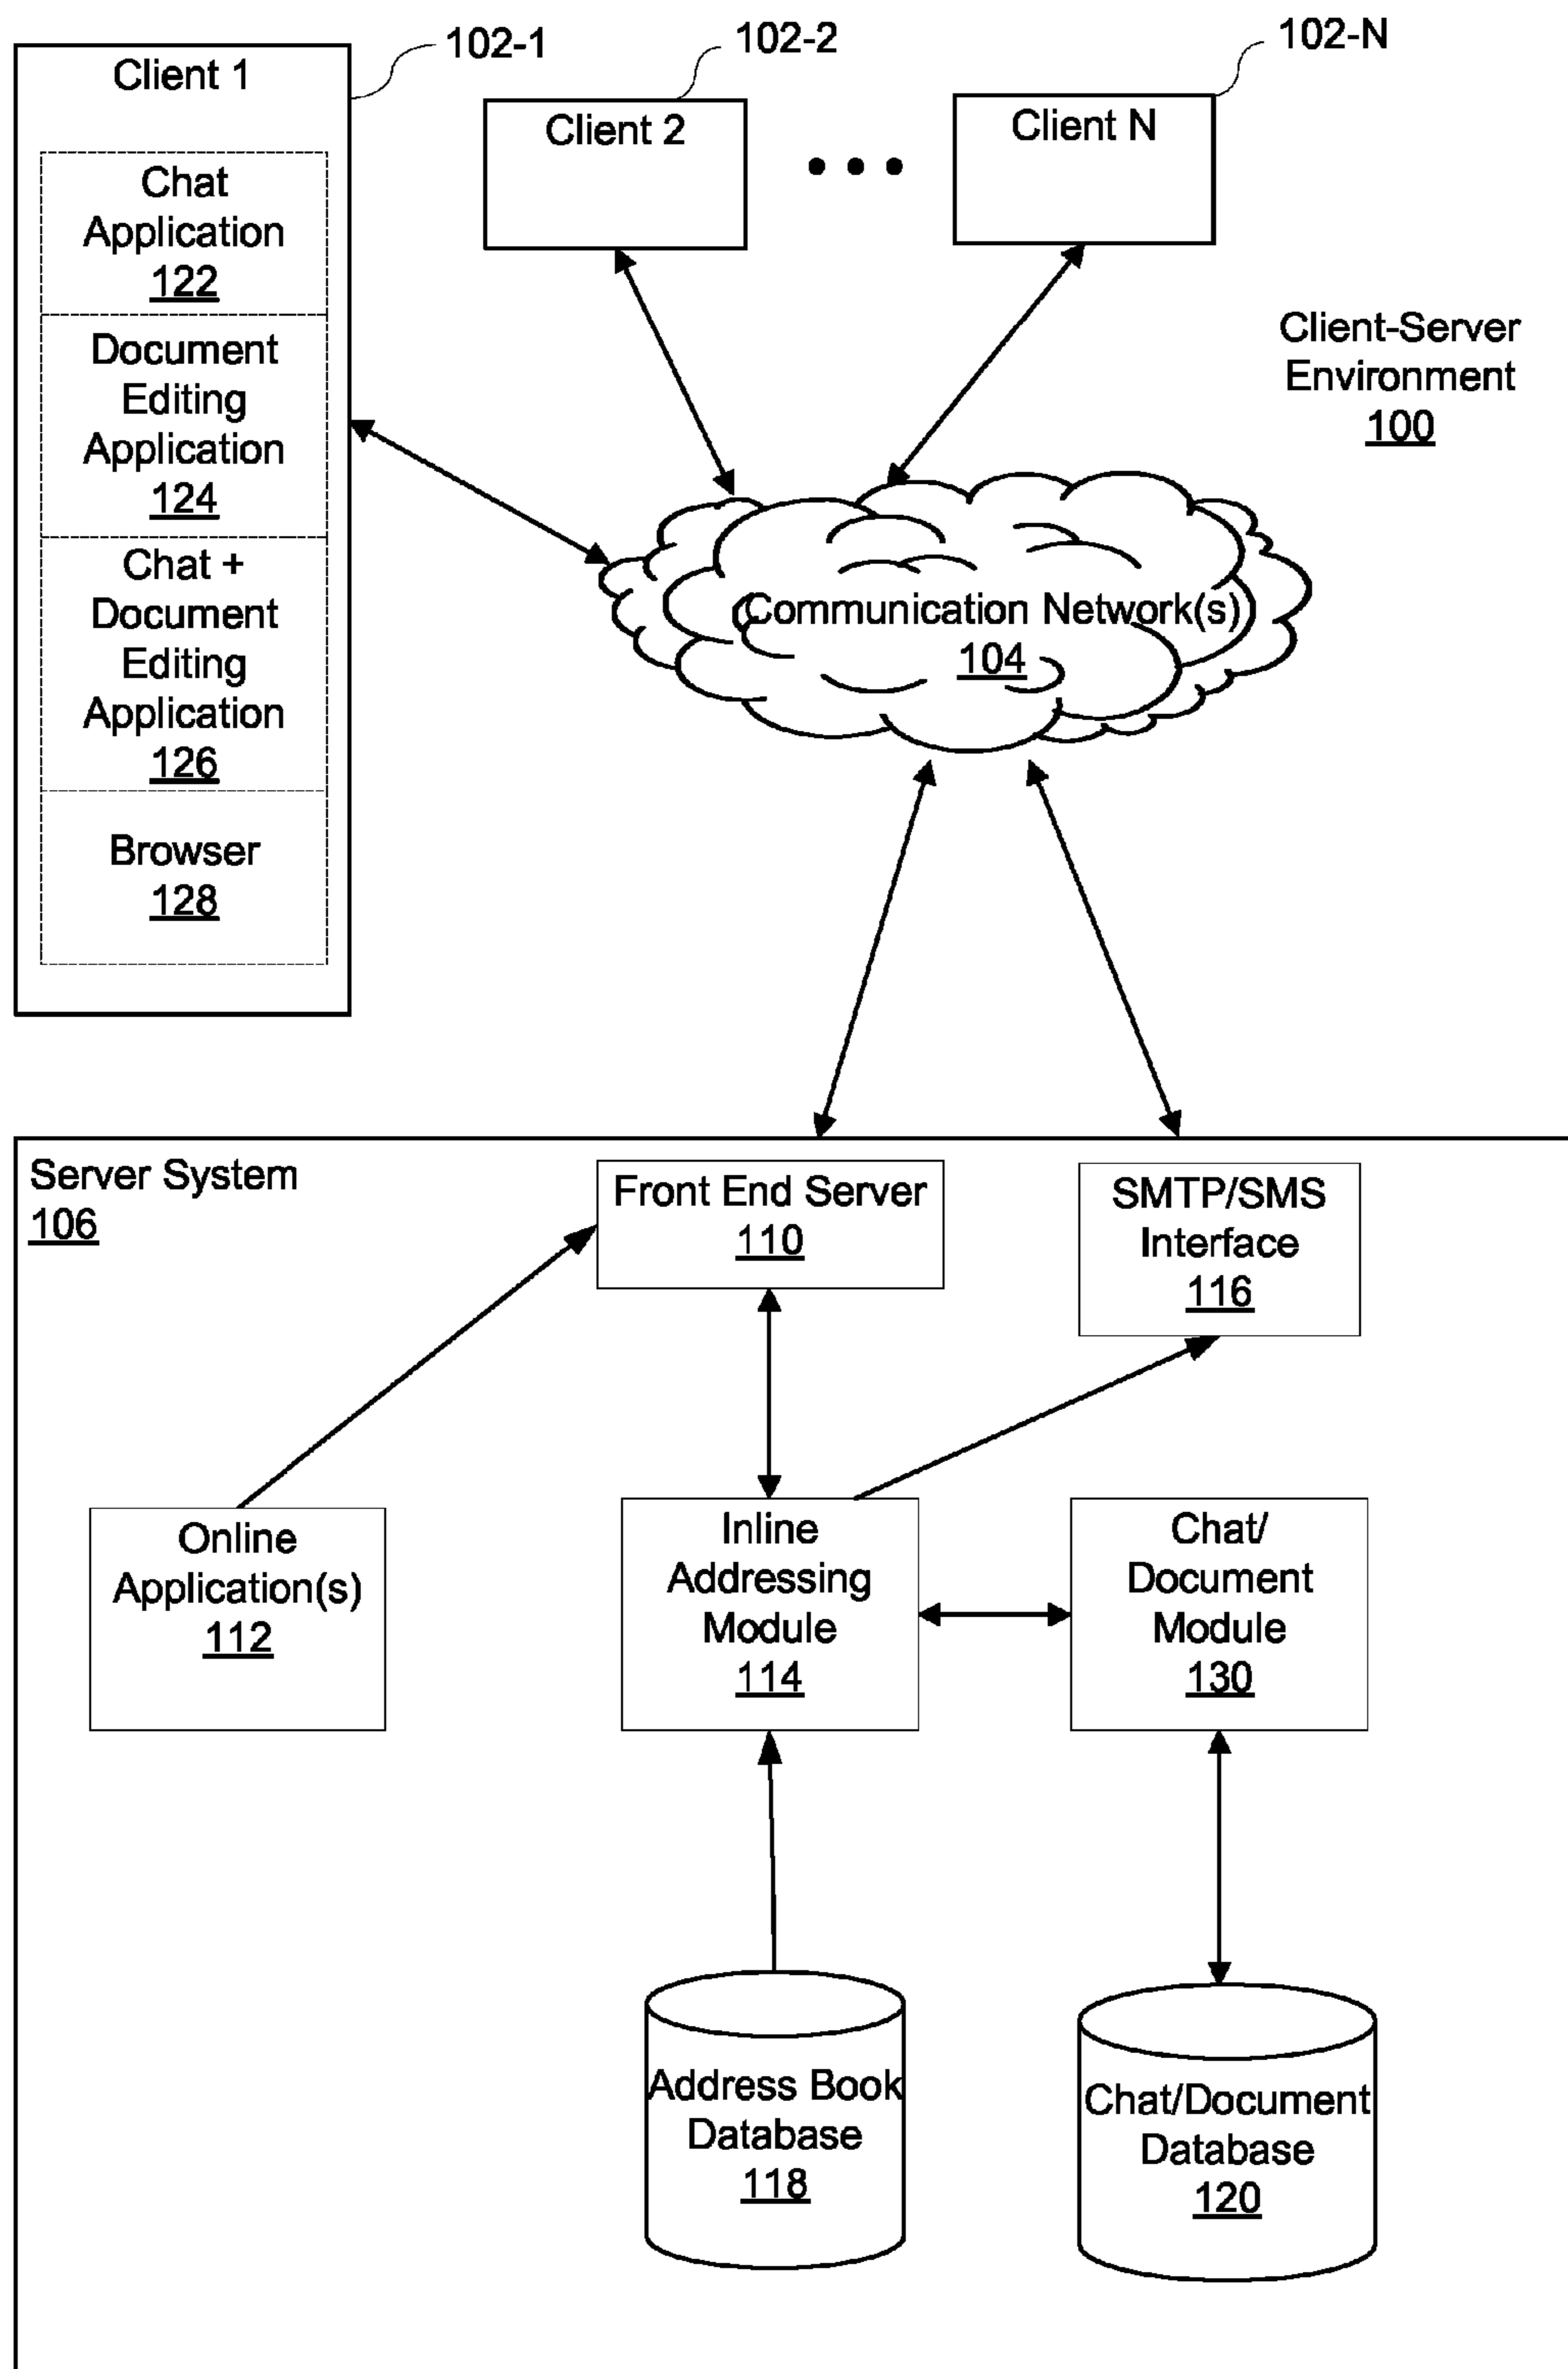 102-1
102-2
102-N
Client 1
Client 2
Client N
Chat
Application
122
Document
Editing
Application
124
Chat +
Document
Editing
Application
126
Browser
128
Client-Server
Environment
100
Communication Network(s)
104
Server System
106
Front End Server
110
SMTP/SMS
Interface
116
Online
Application(s)
112
Inline
Addressing
Module
114
Chat/
Document
Module
130
Address Book
Database
118
Chat/Document
Database
120